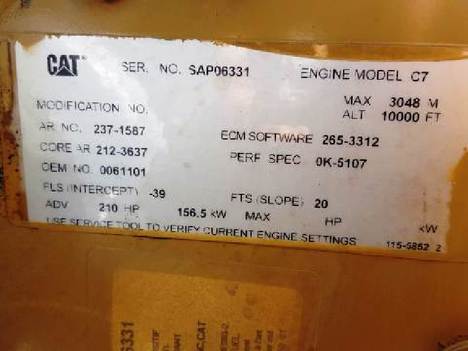 CAT SER. NO. SAP06331 ENGINE MODEL C7
MAX 3048 M
MODIFICATION NO. ALT 10000 FT
AR. NO. 237-1587 ECM SOFTWARE 265-3312
CORE AR 212-3637 PERF. SPEC 0K-5107
OEM NO. 0061101
FLS (INTERCEPT) -39 FTS (SLOPE) 20
ADV 210 HP 156.5 kW MAX HP kW
USE SERVICE TOOL TO VERIFY CURRENT ENGINE SETTINGS 115-5852 2
6331